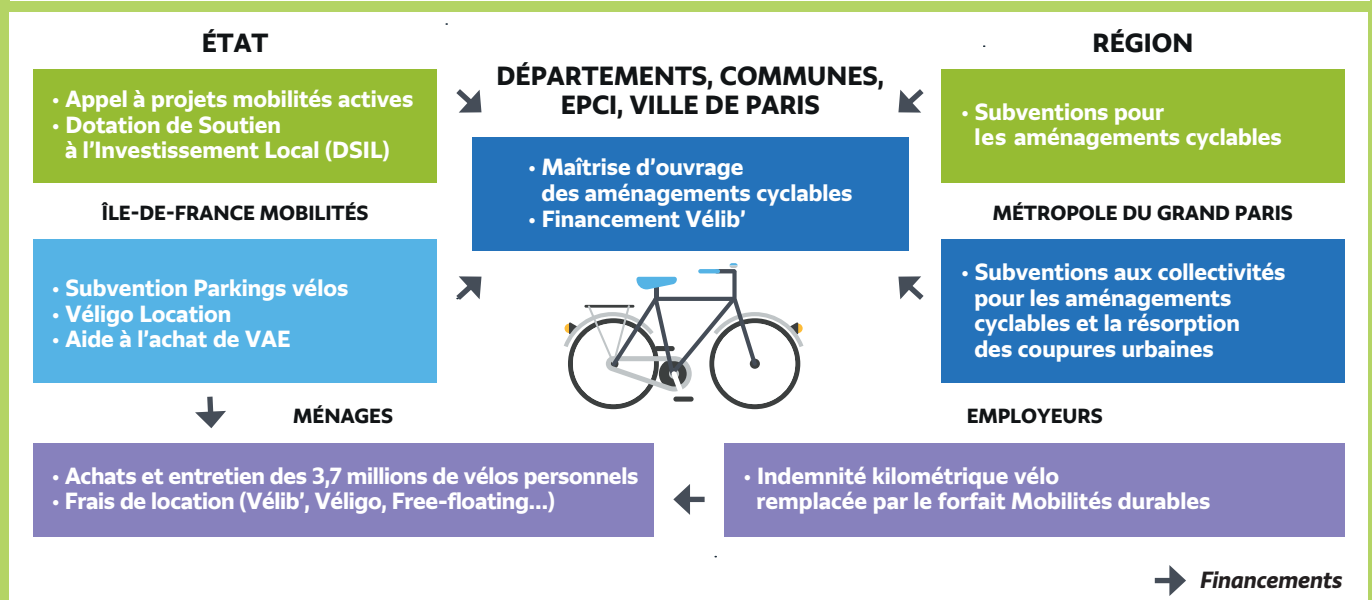 ÉTAT
• Appel à projets mobilités actives
• Dotation de Soutien
à l’Investissement Local (DSIL)
DÉPARTEMENTS, COMMUNES,
EPCI, VILLE DE PARIS
• Maîtrise d’ouvrage
des aménagements cyclables
• Financement Vélib’
RÉGION
• Subventions pour
les aménagements cyclables
ÎLE-DE-FRANCE MOBILITÉS
• Subvention Parkings vélos
• Véligo Location
• Aide à l’achat de VAE
MÉTROPOLE DU GRAND PARIS
• Subventions aux collectivités
pour les aménagements
cyclables et la résorption
des coupures urbaines
MÉNAGES
• Achats et entretien des 3,7 millions de vélos personnels
• Frais de location (Vélib’, Véligo, Free-floating...)
EMPLOYEURS
• Indemnité kilométrique vélo
remplacée par le forfait Mobilités durables
Financements